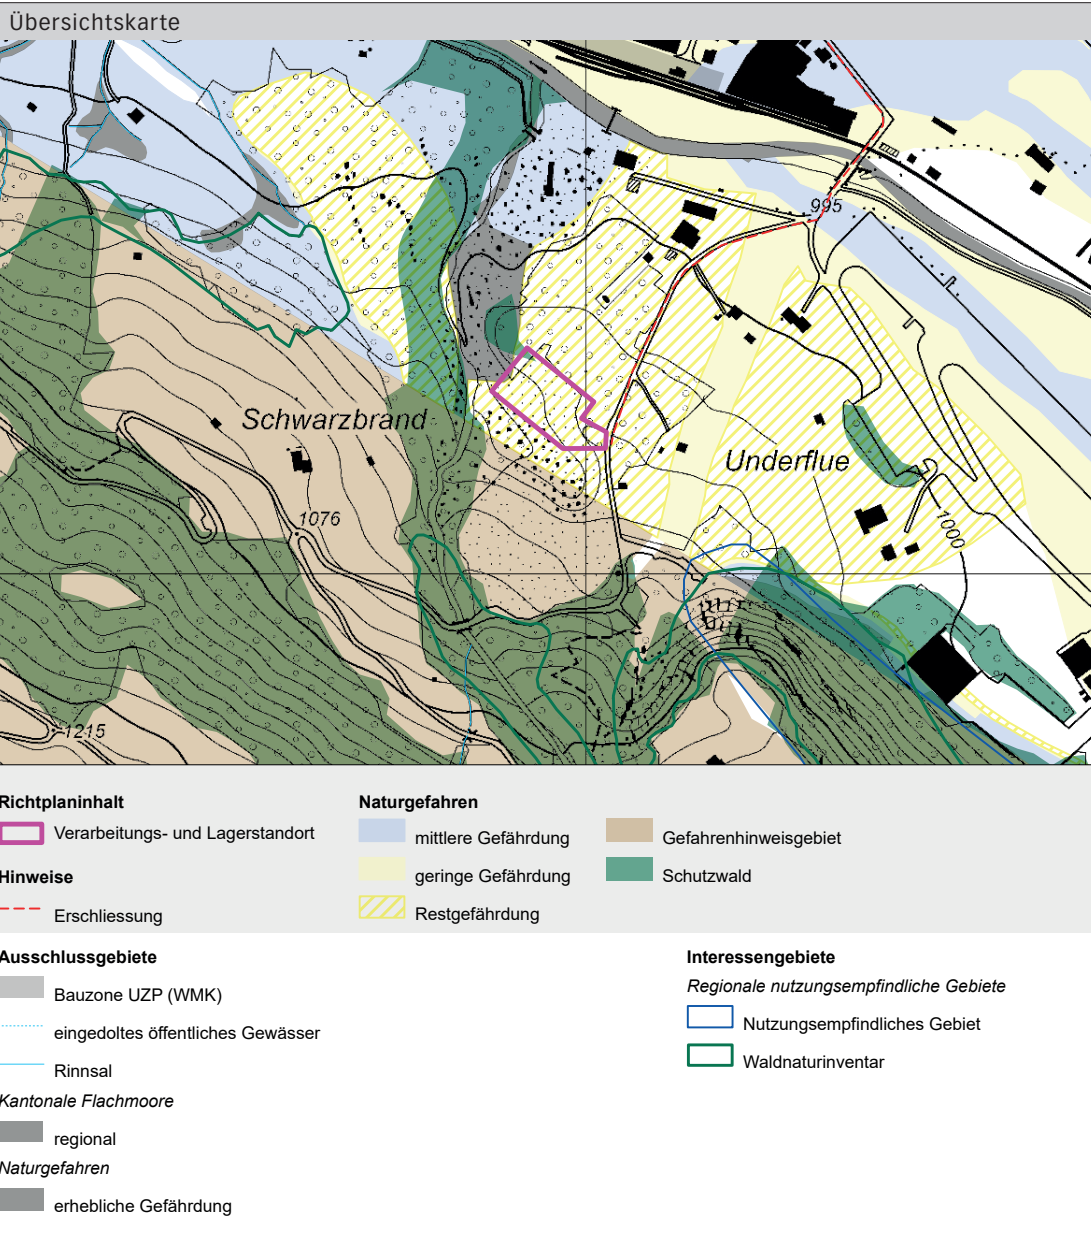 Übersichtskarte
995
Schwarzbrand
Underflue
1076
1000
1215
Richtplaninhalt
Verarbeitungs- und Lagerstandort
Hinweise
Erschliessung
Naturgefahren
mittlere Gefährdung
geringe Gefährdung
Restgefährdung
Gefahrenhinweisgebiet
Schutzwald
Ausschlussgebiete
Bauzone UZP (WMK)
eingedoltes öffentliches Gewässer
Rinnsal
Kantonale Flachmoore
regional
Naturgefahren
erhebliche Gefährdung
Interessengebiete
Regionale nutzungsempfindliche Gebiete
Nutzungsempfindliches Gebiet
Waldnaturinventar